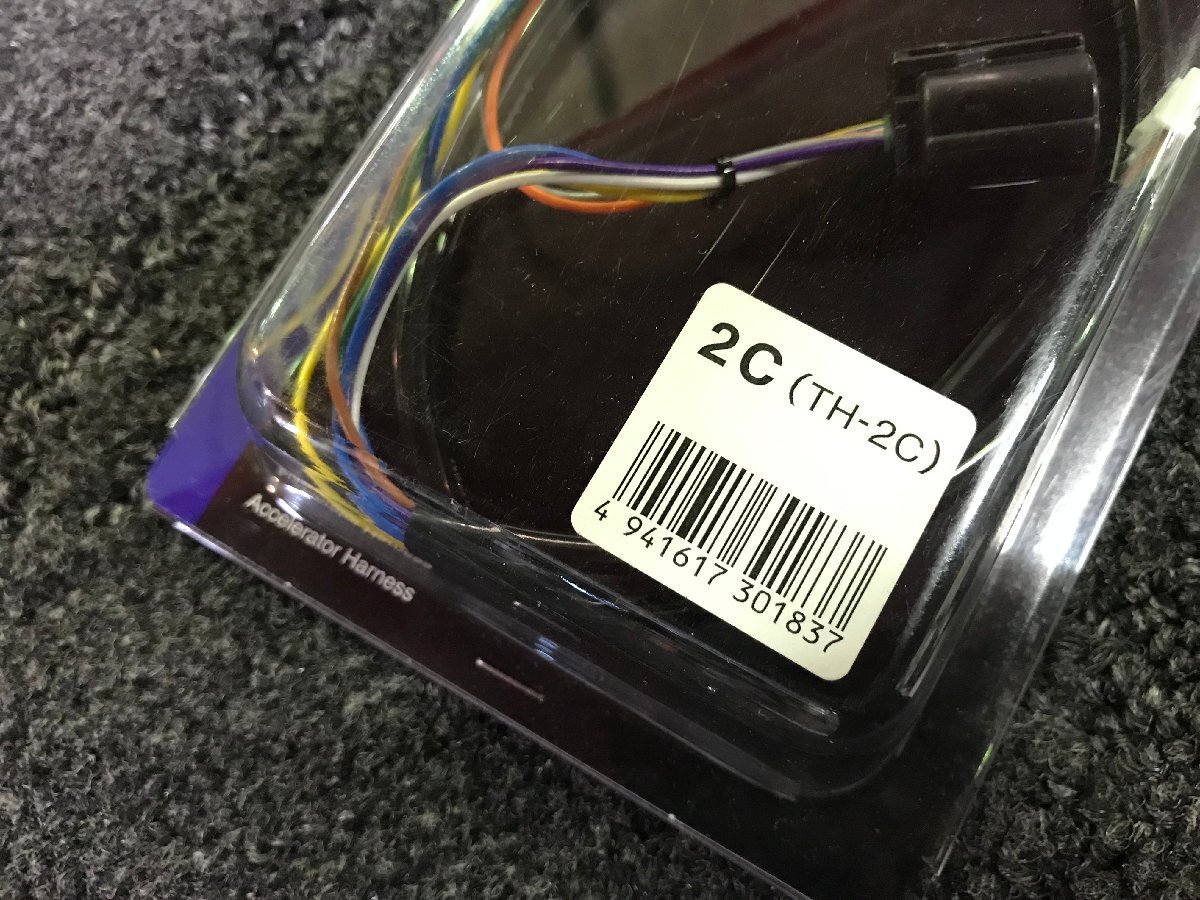 2C (TH-2C)
4 941617 301837
Accelerator Harness